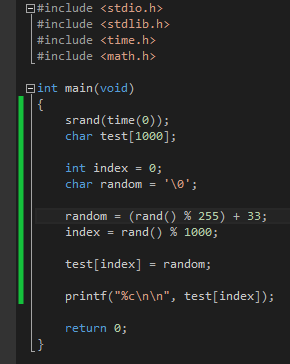 #include <stdio.h>
#include <stdlib.h>
#include <time.h>
#include <math.h>
int main(void)
{
srand(time(0));
char test[1000];
int index = 0;
char random = '\0';
random = (rand() % 255) + 33;
index = rand() % 1000;
test[index] = random;
printf("%c\n\n", test[index]);
return 0;
}